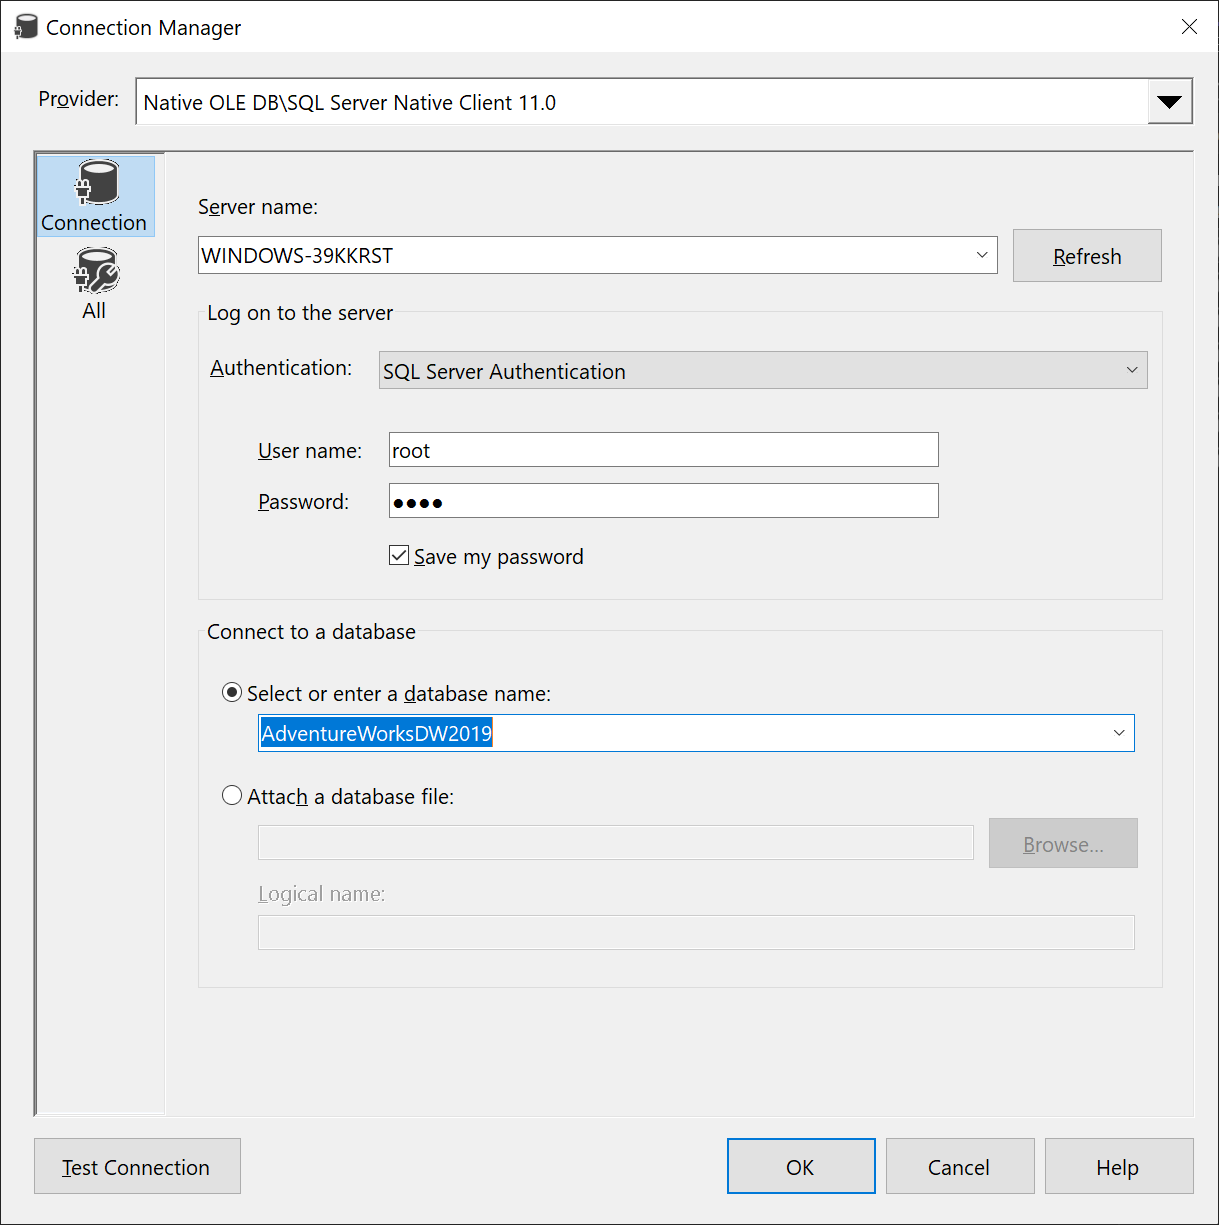 Connection Manager
Provider: Native OLE DB\SQL Server Native Client 11.0
Connection
All
Server name:
WINDOWS-39KKRST
Refresh
Log on to the server
Authentication: SQL Server Authentication
User name: root
Password: ●●●●
Save my password
Connect to a database
Select or enter a database name:
AdventureWorksDW2019
Attach a database file:
Browse...
Logical name:
Test Connection OK Cancel Help